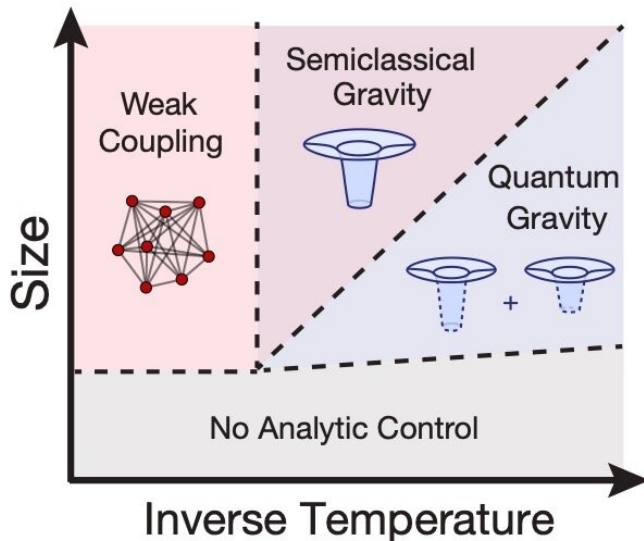 Size
Weak
Coupling
Semiclassical
Gravity
Quantum
Gravity
+
No Analytic Control
Inverse Temperature